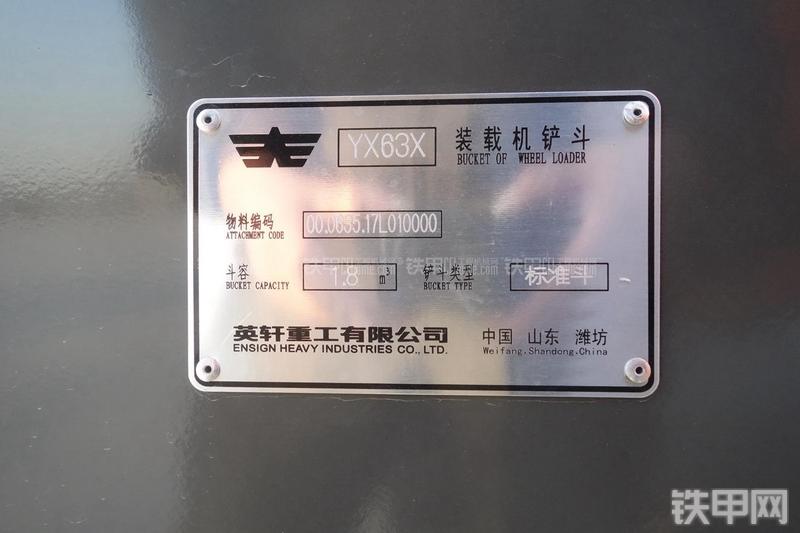 YX63X 装载机铲斗
BUCKET OF WHEEL LOADER
物料编码 00.0635.17L010000
ATTACHMENT CODE
斗容 1.8 m³ 铲斗类型 标准斗
BUCKET CAPACITY BUCKET TYPE
英轩重工有限公司 中国 山东 潍坊
ENSIGN HEAVY INDUSTRIES CO., LTD. Weifang.Shandong.China
铁甲网